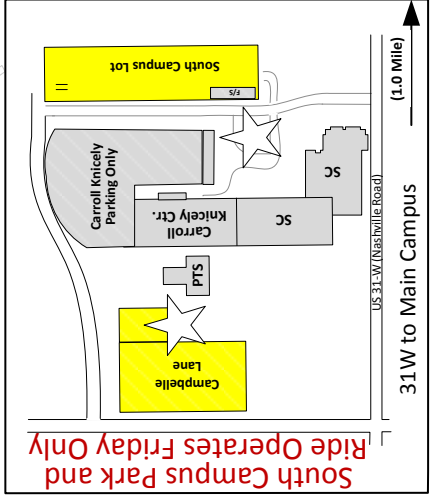 South Campus Park and
Ride Operates Friday Only
Campbelle
Lane
PTS
Carroll
Knicely Ctr.
SC
SC
Carroll Knicely
Parking Only
F/S
South Campus Lot
US 31-W (Nashville Road)
31W to Main Campus
(1.0 Mile)